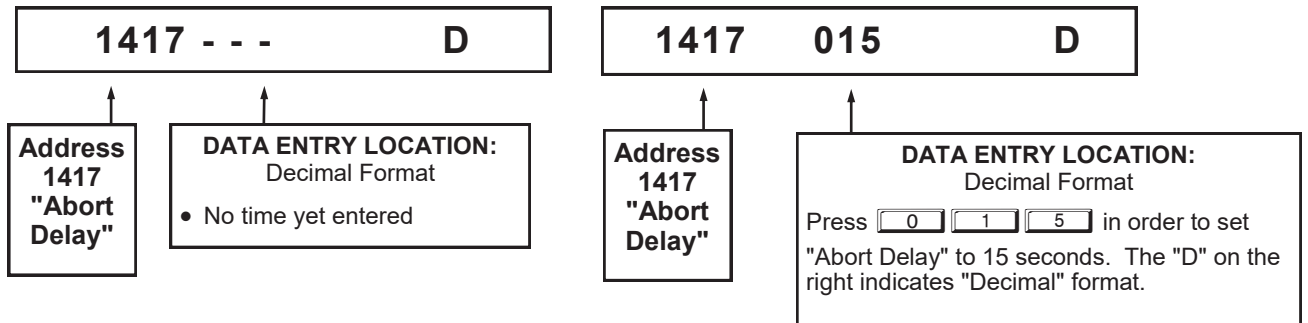 1417 - - - D
Address
1417
"Abort
Delay"
DATA ENTRY LOCATION:
Decimal Format
• No time yet entered
1417 015 D
Address
1417
"Abort
Delay"
DATA ENTRY LOCATION:
Decimal Format
Press 0 1 5 in order to set
"Abort Delay" to 15 seconds. The "D" on the
right indicates "Decimal" format.